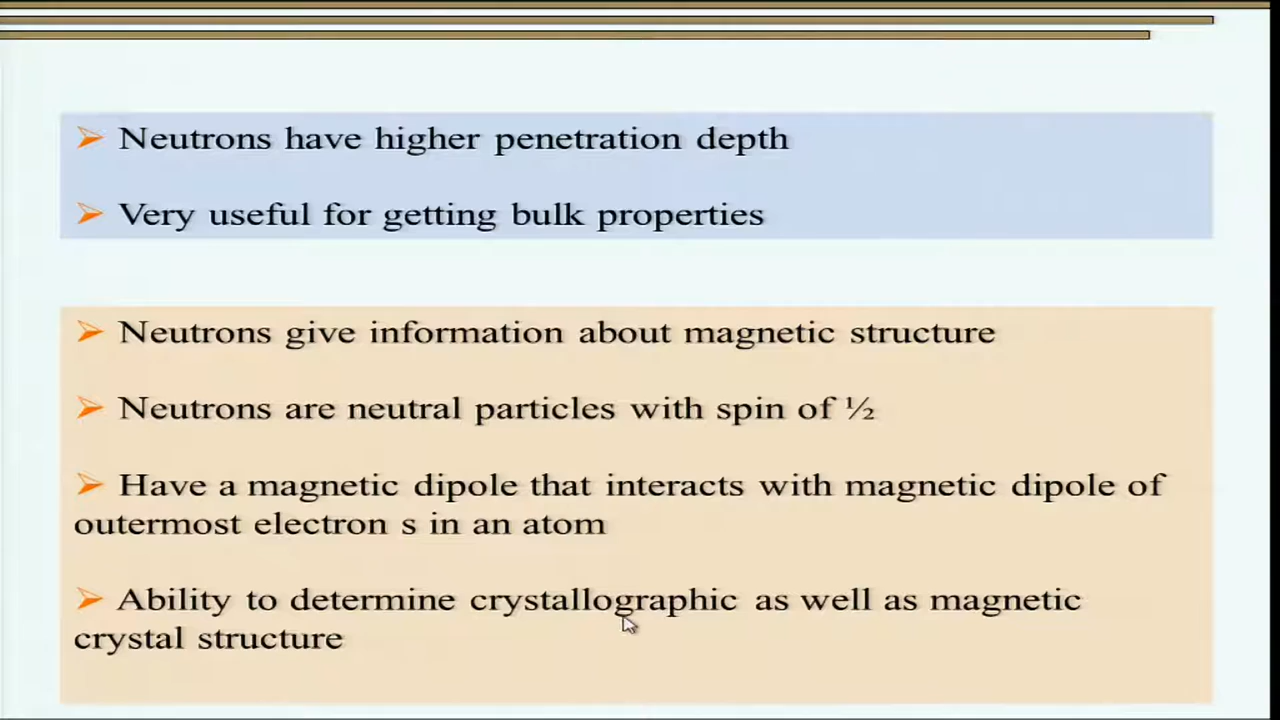 ➢ Neutrons have higher penetration depth
➢ Very useful for getting bulk properties
➢ Neutrons give information about magnetic structure
➢ Neutrons are neutral particles with spin of ½
➢ Have a magnetic dipole that interacts with magnetic dipole of
outermost electron s in an atom
➢ Ability to determine crystallographic as well as magnetic
crystal structure